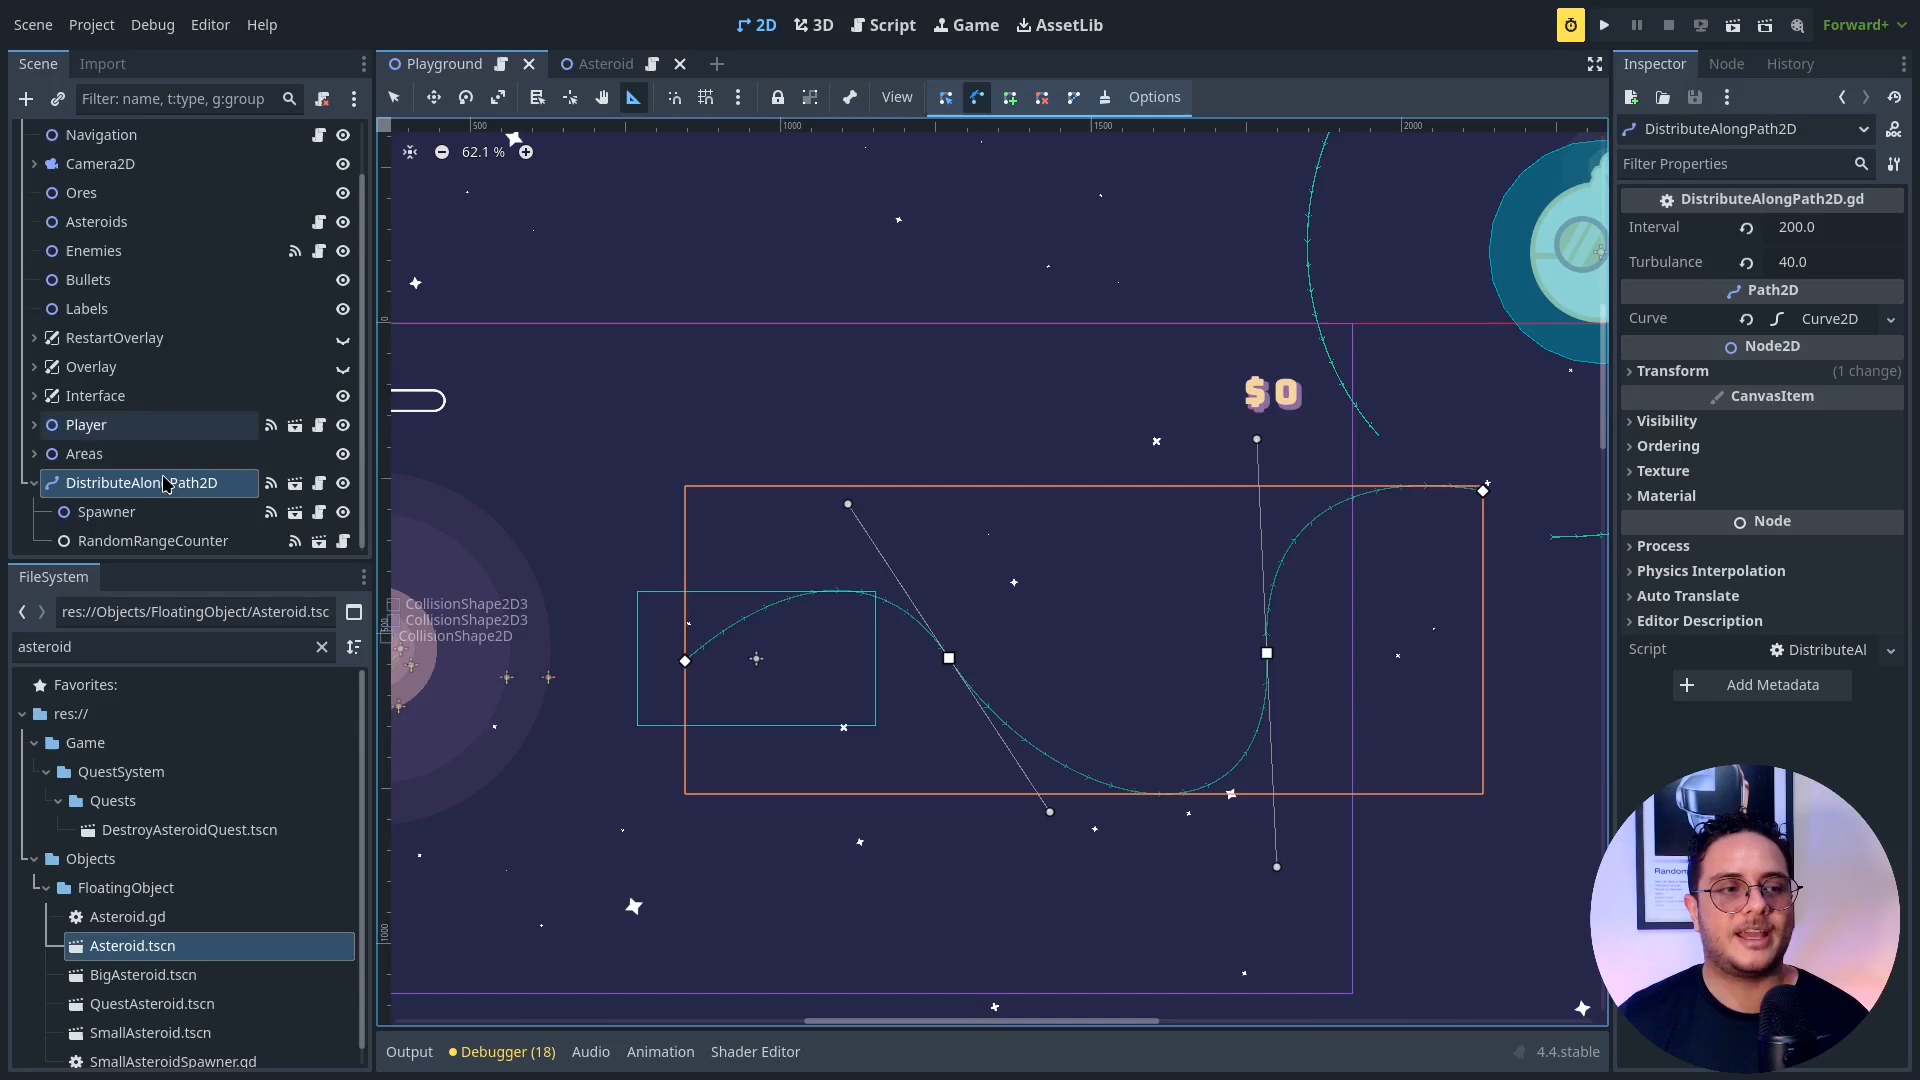 Scene Project Debug Editor Help
2D 3D Script Game AssetLib
Forward+
Scene Import
Playground Asteroid
Inspector Node History
Filter: name, t:type, g:group
View Options
Navigation
Camera2D
Ores
Asteroids
Enemies
Bullets
Labels
RestartOverlay
Overlay
Interface
Player
Areas
DistributeAlongPath2D
Spawner
RandomRangeCounter
FileSystem
res://Objects/FloatingObject/Asteroid.tsc
asteroid
Favorites:
res://
Game
QuestSystem
Quests
DestroyAsteroidQuest.tscn
Objects
FloatingObject
Asteroid.gd
Asteroid.tscn
BigAsteroid.tscn
QuestAsteroid.tscn
SmallAsteroid.tscn
SmallAsteroidSpawner.gd
500 1000 1500 2000
62.1 %
0
500
1000
$0
CollisionShape2D3
CollisionShape2D3
CollisionShape2D
Output Debugger (18) Audio Animation Shader Editor
4.4.stable
DistributeAlongPath2D
Filter Properties
DistributeAlongPath2D.gd
Interval 200.0
Turbulance 40.0
Path2D
Curve Curve2D
Node2D
Transform (1 change)
CanvasItem
Visibility
Ordering
Texture
Material
Node
Process
Physics Interpolation
Auto Translate
Editor Description
Script DistributeAl
Add Metadata
Random